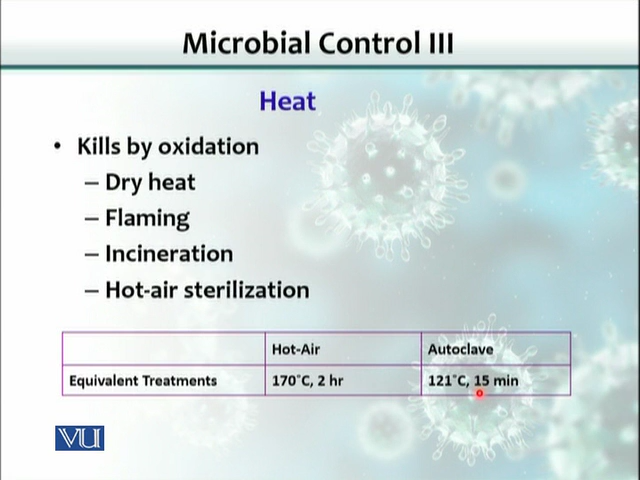 Microbial Control III
Heat
• Kills by oxidation
– Dry heat
– Flaming
– Incineration
– Hot-air sterilization
Hot-Air Autoclave
Equivalent Treatments 170˚C, 2 hr 121˚C, 15 min
VU